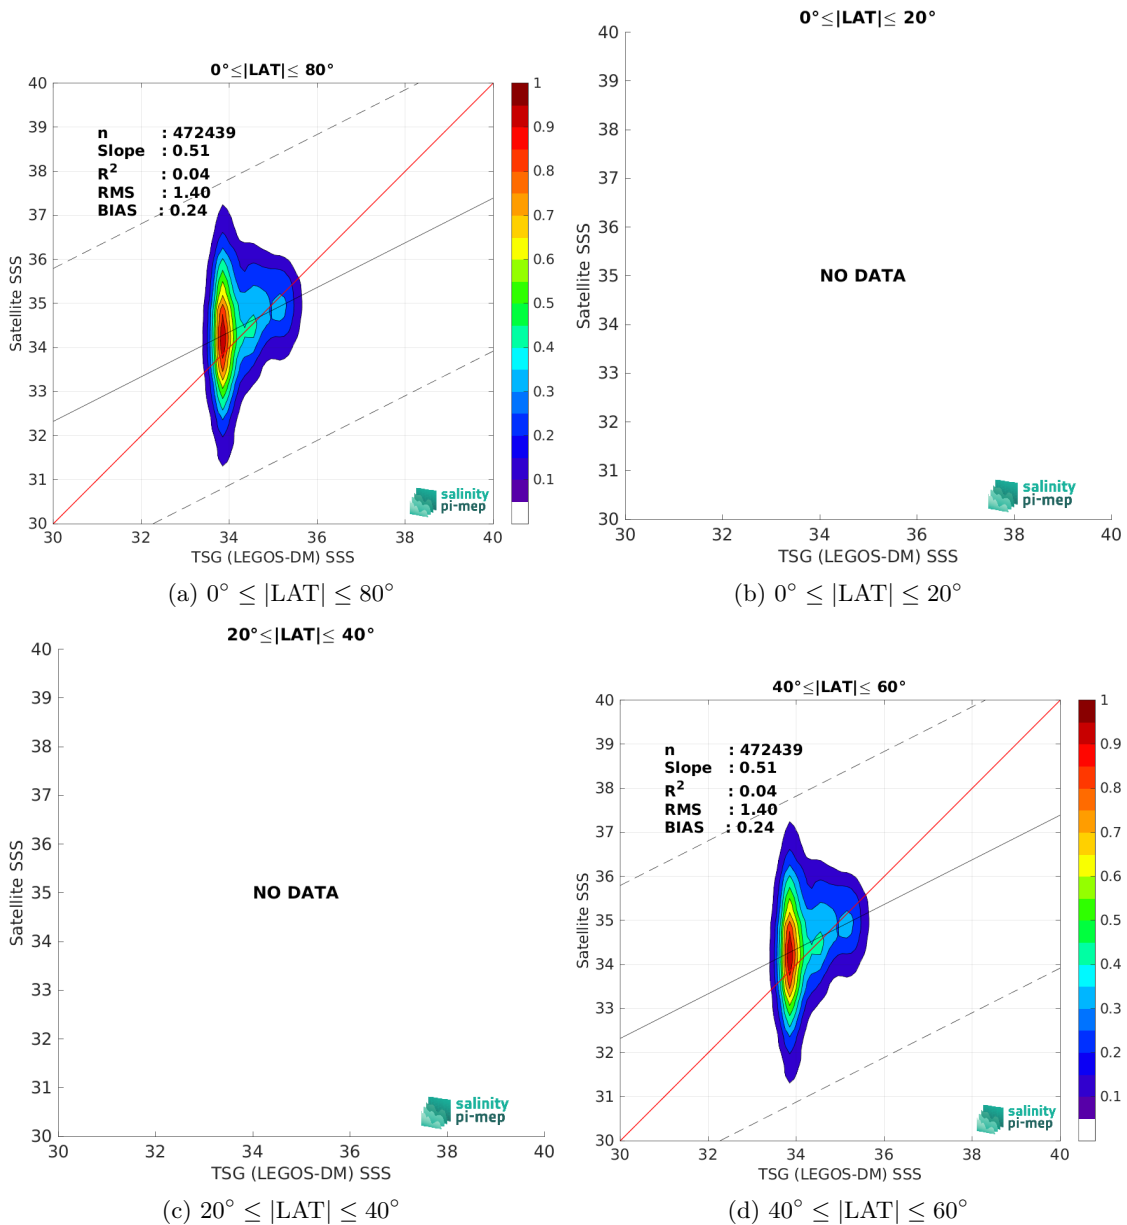 0°≤|LAT|≤ 80°
40
39
38
37
36
35
34
33
32
31
30
Satellite SSS
n : 472439
Slope : 0.51
R² : 0.04
RMS : 1.40
BIAS : 0.24
1
0.9
0.8
0.7
0.6
0.5
0.4
0.3
0.2
0.1
salinity
pi-mep
30 32 34 36 38 40
TSG (LEGOS-DM) SSS
(a) 0° ≤ |LAT| ≤ 80°
0°≤|LAT|≤ 20°
40
39
38
37
36
35
34
33
32
31
30
Satellite SSS
NO DATA
salinity
pi-mep
30 32 34 36 38 40
TSG (LEGOS-DM) SSS
(b) 0° ≤ |LAT| ≤ 20°
20°≤|LAT|≤ 40°
40
39
38
37
36
35
34
33
32
31
30
Satellite SSS
NO DATA
salinity
pi-mep
30 32 34 36 38 40
TSG (LEGOS-DM) SSS
(c) 20° ≤ |LAT| ≤ 40°
40°≤|LAT|≤ 60°
40
39
38
37
36
35
34
33
32
31
30
Satellite SSS
n : 472439
Slope : 0.51
R² : 0.04
RMS : 1.40
BIAS : 0.24
1
0.9
0.8
0.7
0.6
0.5
0.4
0.3
0.2
0.1
salinity
pi-mep
30 32 34 36 38 40
TSG (LEGOS-DM) SSS
(d) 40° ≤ |LAT| ≤ 60°